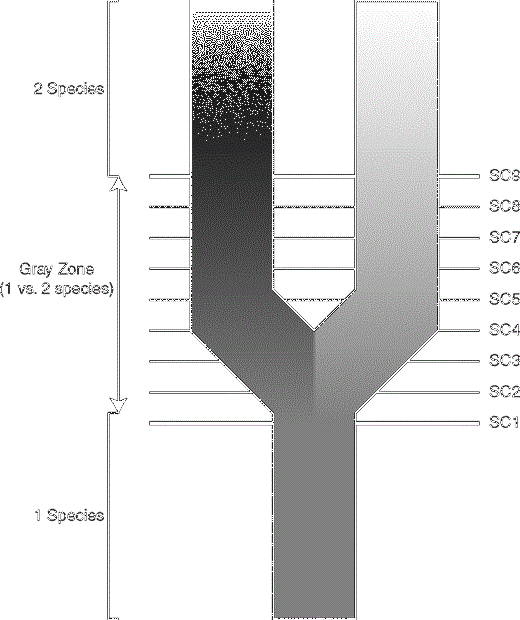 2 Species
SC9
SC8
SC7
Gray Zone
(1 vs. 2 species)
SC6
SC5
SC4
SC3
SC2
SC1
1 Species